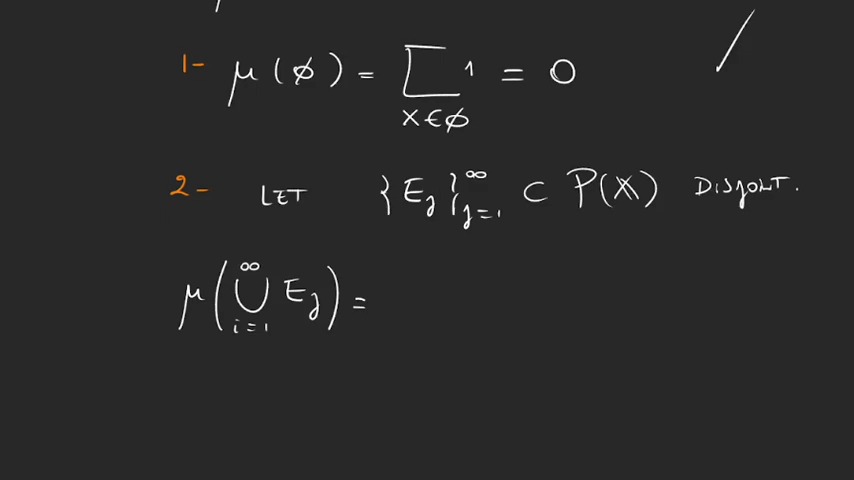 1- μ(∅) = ∑_{x∈∅} 1 = 0
2- LET {E_j}_{j=1}^∞ ⊂ P(X) DISJOINT.
μ(⋃_{i=1}^∞ E_j) =